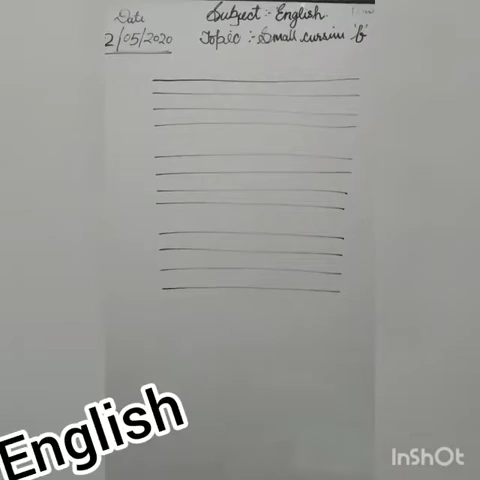 Date Subject :- English.
2/05/2020 Topic :- Small cursive 'b'
English
InShOt